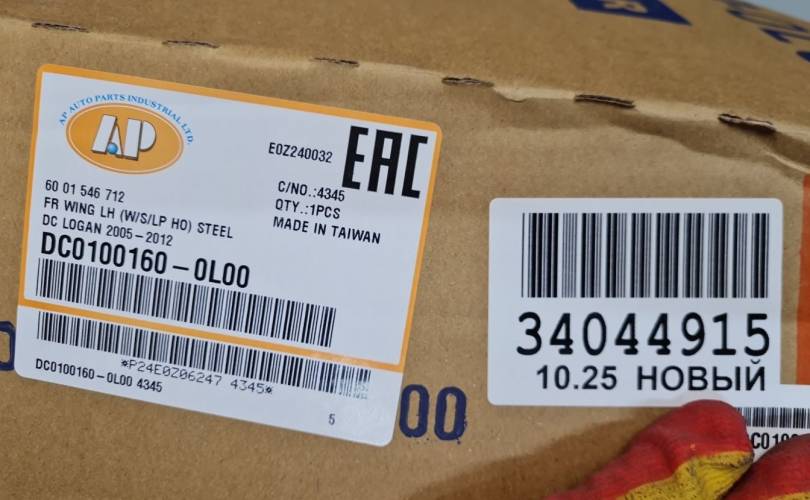 AP AUTO PARTS INDUSTRIAL LTD.
AP
E0Z240032
EAC
60 01 546 712
FR WING LH (W/S/LP HO) STEEL
DC LOGAN 2005-2012
C/NO.:4345
QTY.:1PCS
MADE IN TAIWAN
DC0100160-0L00
*P24E0Z06247 4345*
DC0100160-0L00 4345
5
00
34044915
10.25 НОВЫЙ